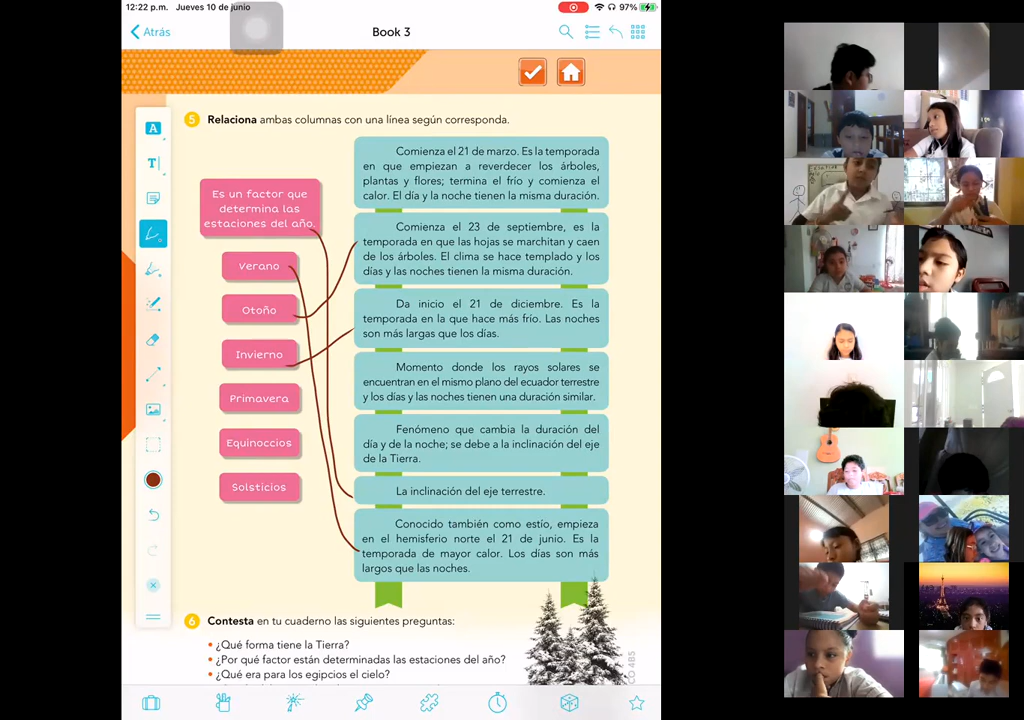 12:22 p.m. Jueves 10 de junio
97%
Atrás
Book 3
5 Relaciona ambas columnas con una línea según corresponda.
Es un factor que
determina las
estaciones del año.
Verano
Otoño
Invierno
Primavera
Equinoccios
Solsticios
Comienza el 21 de marzo. Es la temporada
en que empiezan a reverdecer los árboles,
plantas y flores; termina el frío y comienza el
calor. El día y la noche tienen la misma duración.
Comienza el 23 de septiembre, es la
temporada en que las hojas se marchitan y caen
de los árboles. El clima se hace templado y los
días y las noches tienen la misma duración.
Da inicio el 21 de diciembre. Es la
temporada en la que hace más frío. Las noches
son más largas que los días.
Momento donde los rayos solares se
encuentran en el mismo plano del ecuador terrestre
y los días y las noches tienen una duración similar.
Fenómeno que cambia la duración del
día y de la noche; se debe a la inclinación del eje
de la Tierra.
La inclinación del eje terrestre.
Conocido también como estío, empieza
en el hemisferio norte el 21 de junio. Es la
temporada de mayor calor. Los días son más
largos que las noches.
6 Contesta en tu cuaderno las siguientes preguntas:
• ¿Qué forma tiene la Tierra?
• ¿Por qué factor están determinadas las estaciones del año?
• ¿Qué era para los egipcios el cielo?
CO 4B5